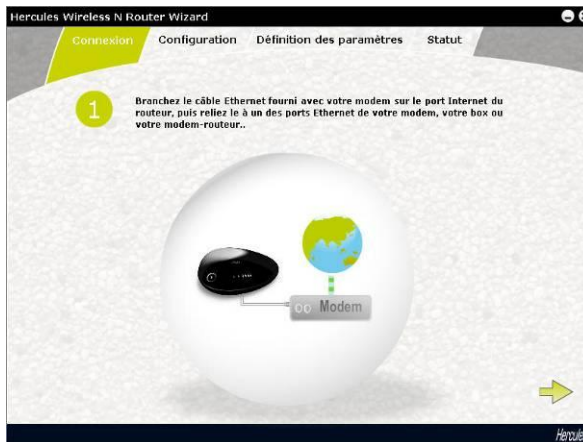 Hercules Wireless N Router Wizard
Connexion Configuration Définition des paramètres Statut
1
Branchez le câble Ethernet fourni avec votre modem sur le port Internet du
routeur, puis reliez le à un des ports Ethernet de votre modem, votre box ou
votre modem-routeur..
Modem